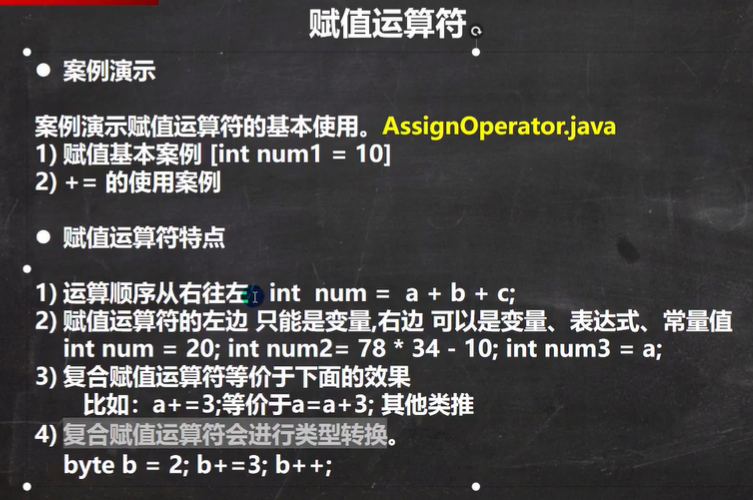 赋值运算符
● 案例演示
案例演示赋值运算符的基本使用。AssignOperator.java
1) 赋值基本案例 [int num1 = 10]
2) += 的使用案例
● 赋值运算符特点
1) 运算顺序从右往左 int num = a + b + c;
2) 赋值运算符的左边 只能是变量,右边 可以是变量、表达式、常量值
int num = 20; int num2= 78 * 34 - 10; int num3 = a;
3) 复合赋值运算符等价于下面的效果
比如：a+=3;等价于a=a+3; 其他类推
4) 复合赋值运算符会进行类型转换。
byte b = 2; b+=3; b++;